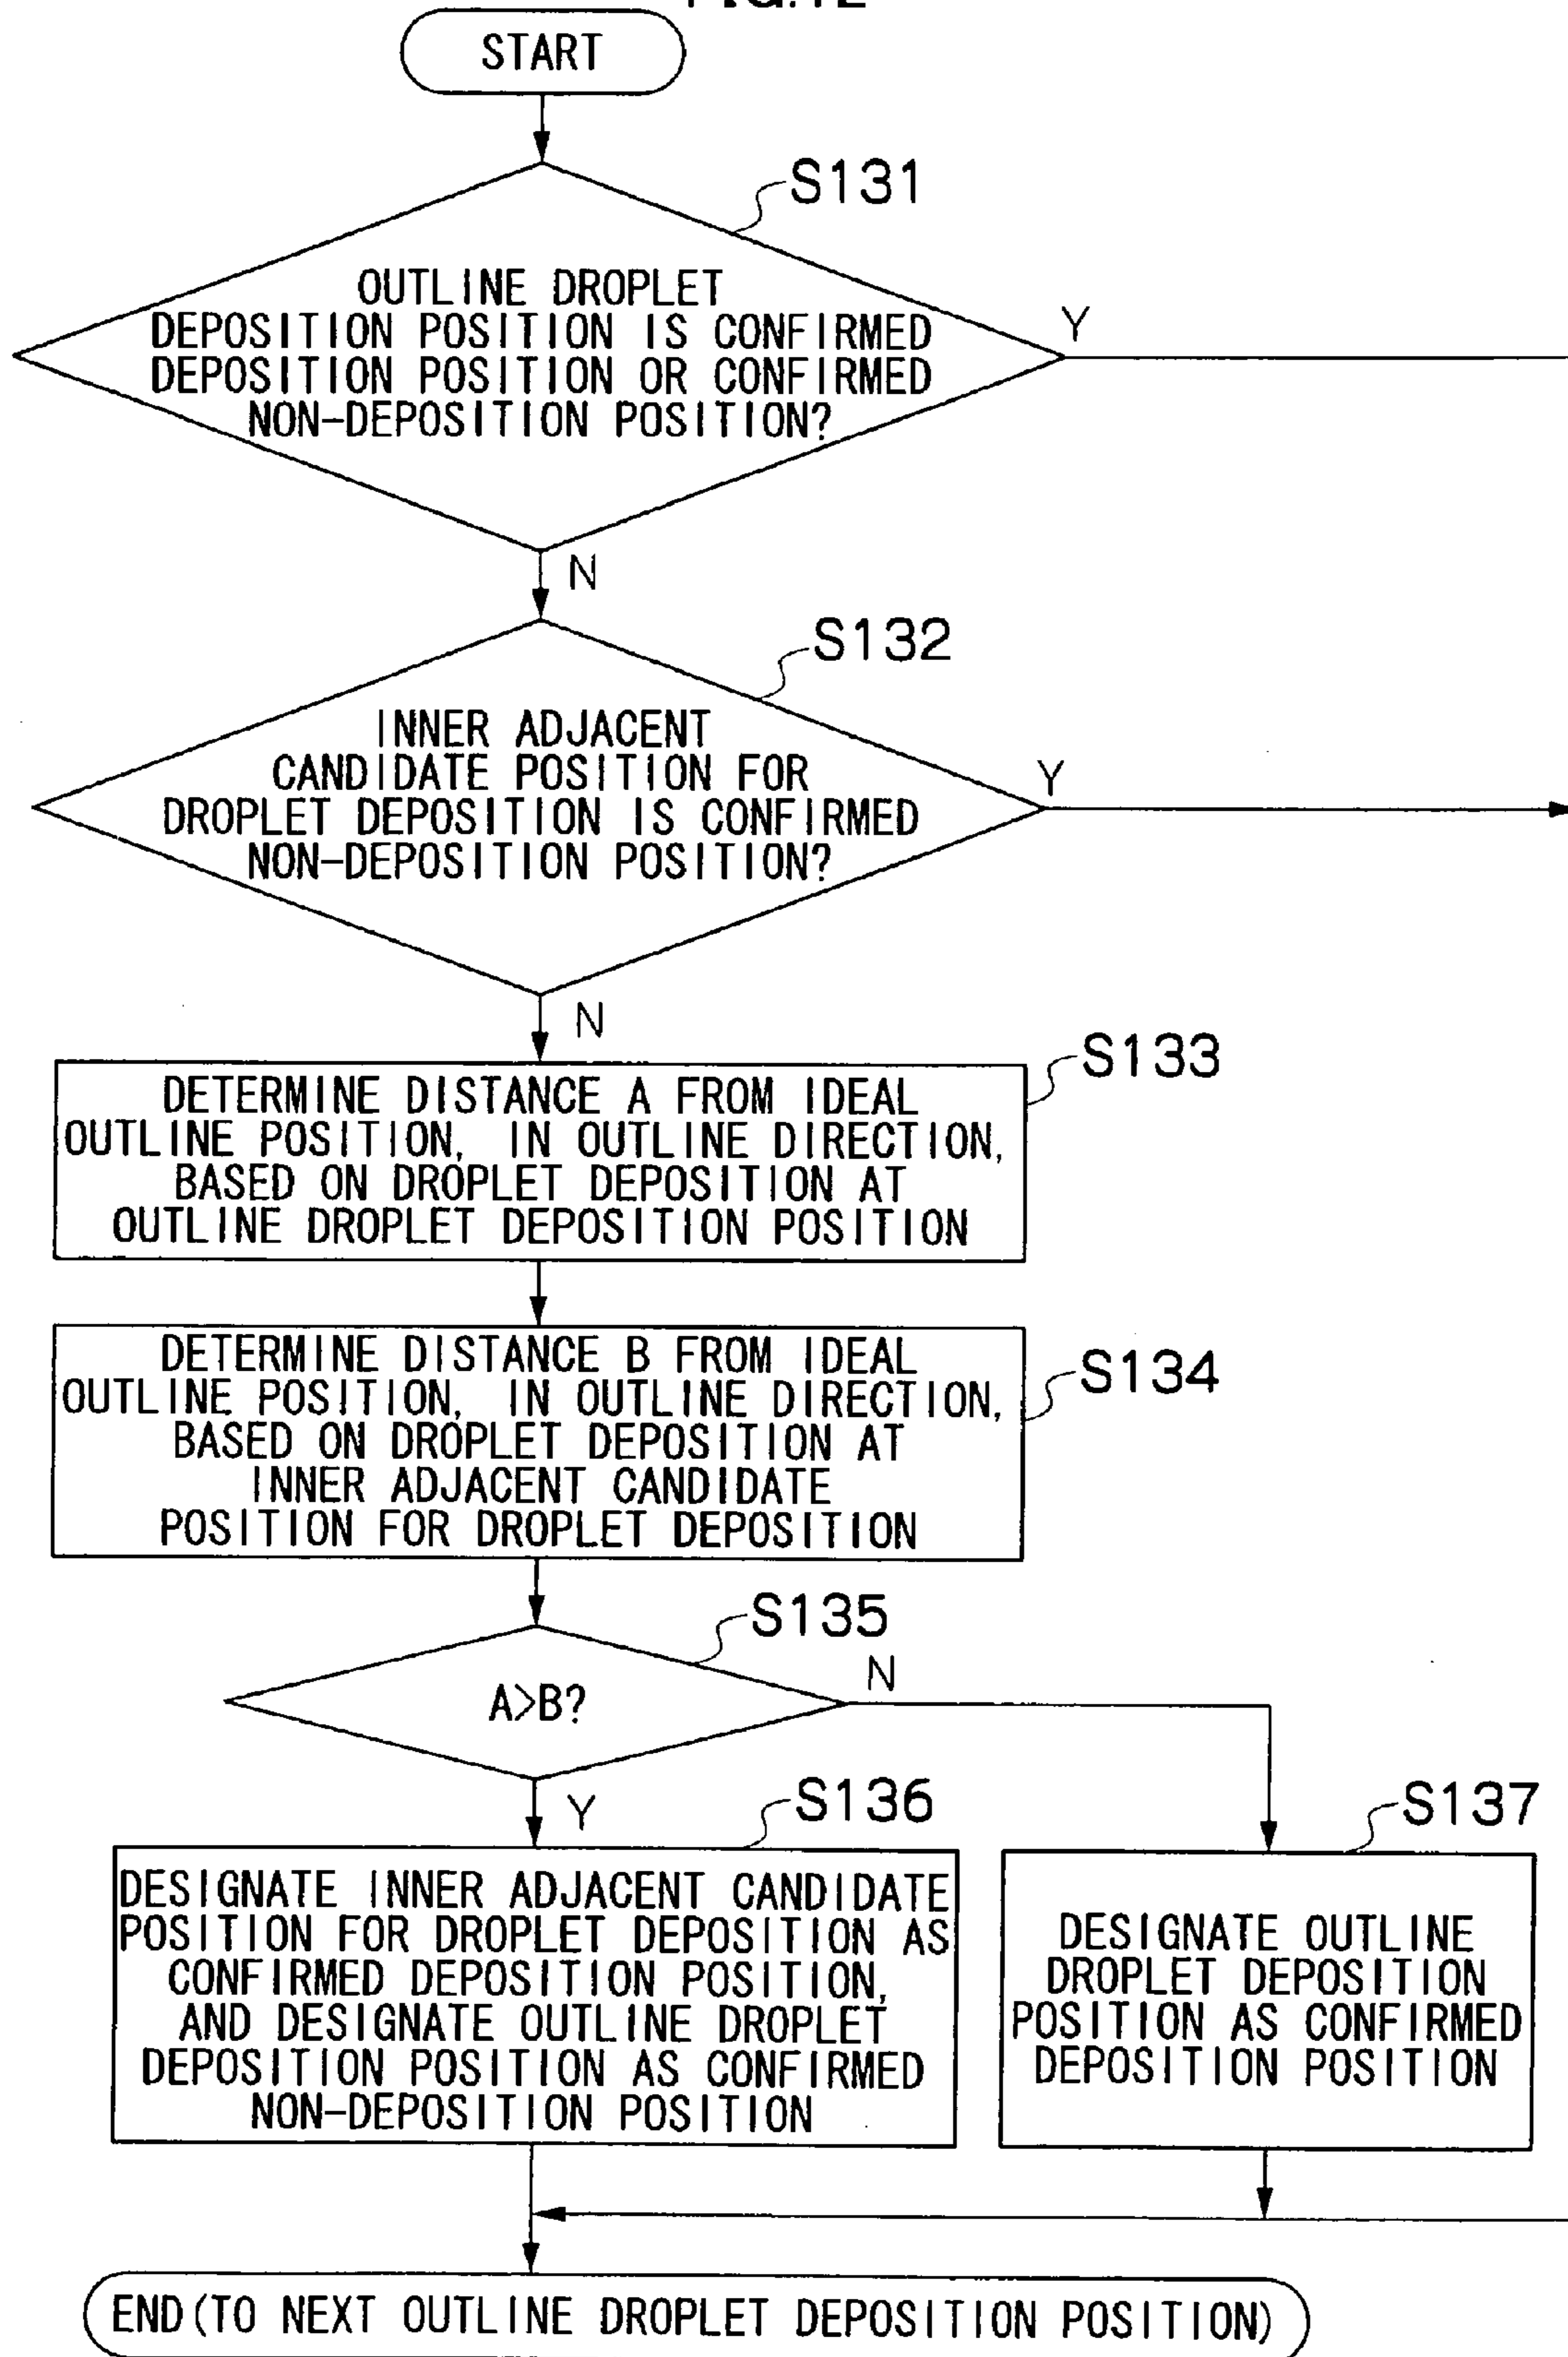 START
S131
OUTLINE DROPLET
DEPOSITION POSITION IS CONFIRMED
DEPOSITION POSITION OR CONFIRMED
NON-DEPOSITION POSITION?
Y
N
S132
INNER ADJACENT
CANDIDATE POSITION FOR
DROPLET DEPOSITION IS CONFIRMED
NON-DEPOSITION POSITION?
Y
N
S133
DETERMINE DISTANCE A FROM IDEAL
OUTLINE POSITION, IN OUTLINE DIRECTION,
BASED ON DROPLET DEPOSITION AT
OUTLINE DROPLET DEPOSITION POSITION
S134
DETERMINE DISTANCE B FROM IDEAL
OUTLINE POSITION, IN OUTLINE DIRECTION,
BASED ON DROPLET DEPOSITION AT
INNER ADJACENT CANDIDATE
POSITION FOR DROPLET DEPOSITION
S135
A>B?
N
Y
S136
DESIGNATE INNER ADJACENT CANDIDATE
POSITION FOR DROPLET DEPOSITION AS
CONFIRMED DEPOSITION POSITION,
AND DESIGNATE OUTLINE DROPLET
DEPOSITION POSITION AS CONFIRMED
NON-DEPOSITION POSITION
S137
DESIGNATE OUTLINE
DROPLET DEPOSITION
POSITION AS CONFIRMED
DEPOSITION POSITION
END(TO NEXT OUTLINE DROPLET DEPOSITION POSITION)